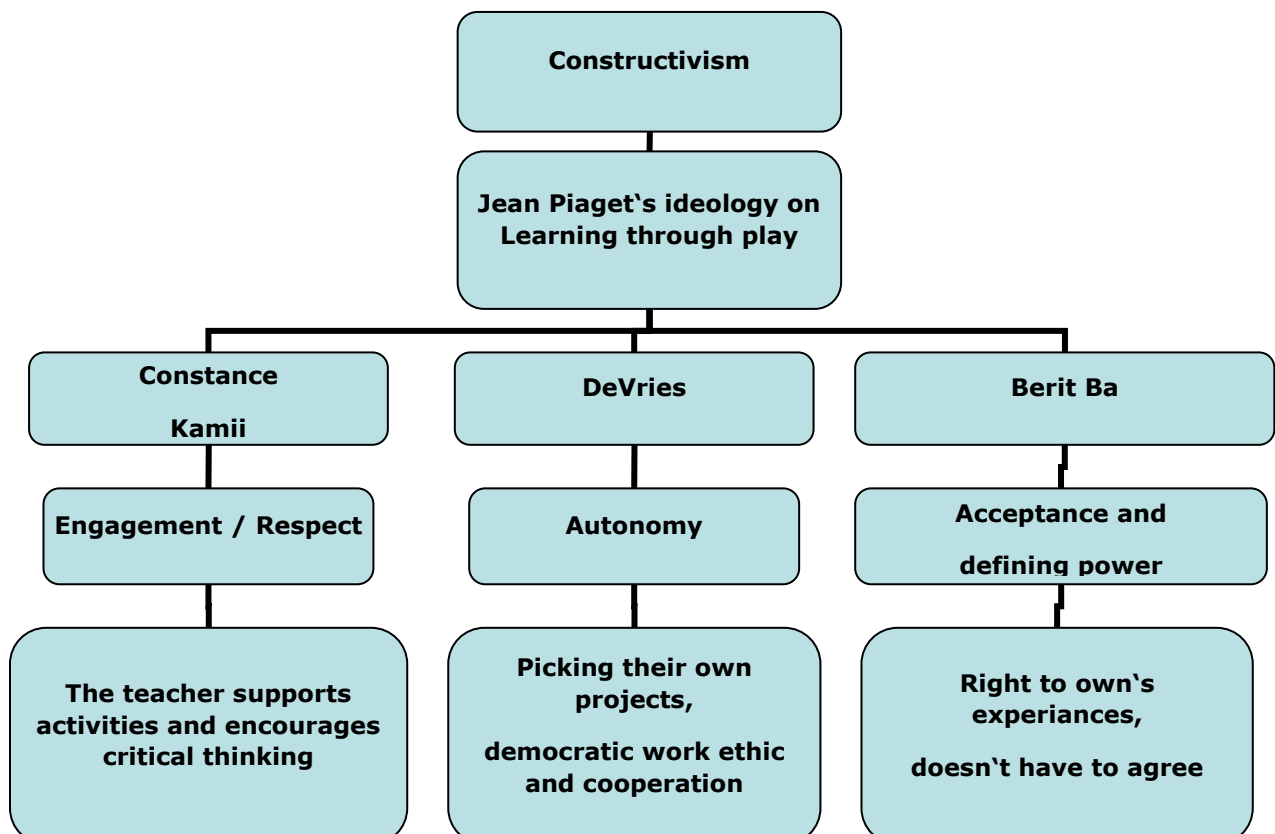 Constructivism
Jean Piaget‘s ideology on
Learning through play
Constance
Kamii
DeVries
Berit Ba
Engagement / Respect
Autonomy
Acceptance and
defining power
The teacher supports
activities and encourages
critical thinking
Picking their own
projects,
democratic work ethic
and cooperation
Right to own‘s
experiances,
doesn‘t have to agree